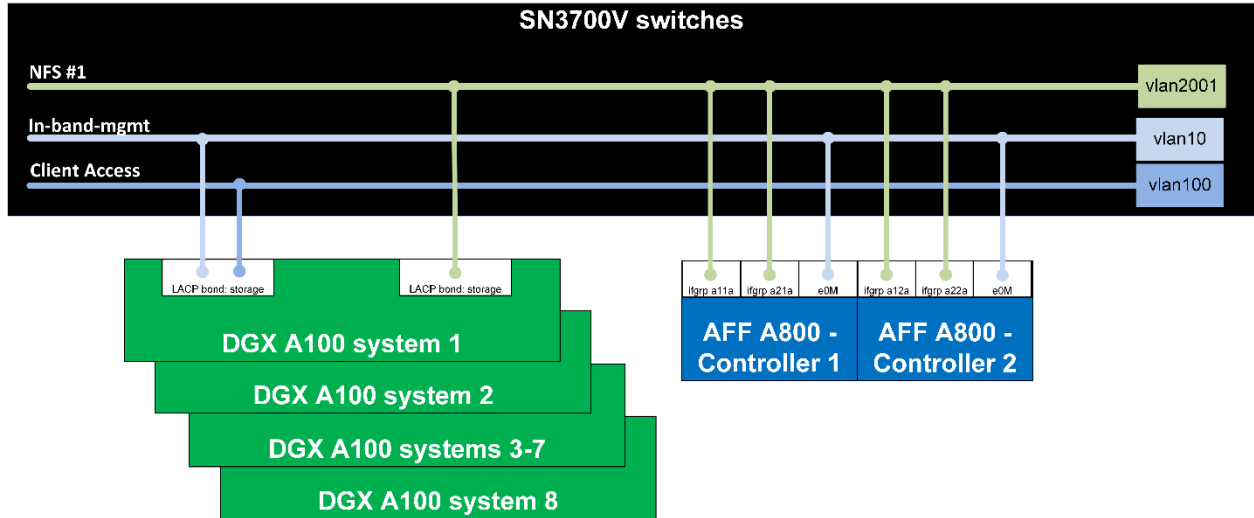 SN3700V switches
NFS #1
vlan2001
In-band-mgmt
vlan10
Client Access
vlan100
LACP bond: storage
LACP bond: storage
ifgrp a11a
ifgrp a21a
e0M
ifgrp a12a
ifgrp a22a
e0M
DGX A100 system 1
DGX A100 system 2
DGX A100 systems 3-7
DGX A100 system 8
AFF A800 -
Controller 1
AFF A800 -
Controller 2